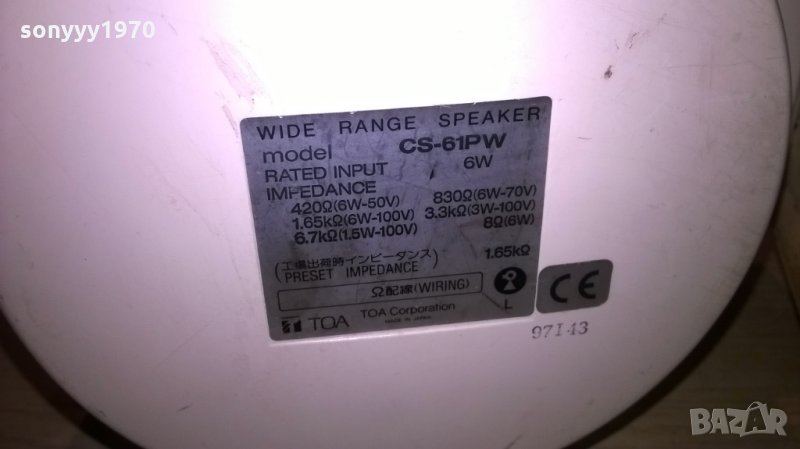 sonyyy1970
WIDE RANGE SPEAKER
model CS-61PW
RATED INPUT 6W
IMPEDANCE
420Ω(6W-50V) 830Ω(6W-70V)
1.65kΩ(6W-100V) 3.3kΩ(3W-100V)
6.7kΩ(1.5W-100V) 8Ω(6W)
(工場出荷時インピーダンス)
(PRESET IMPEDANCE) 1.65kΩ
Ω配線(WIRING)
L
CE
TOA TOA Corporation
MADE IN JAPAN
97143
BAZAR